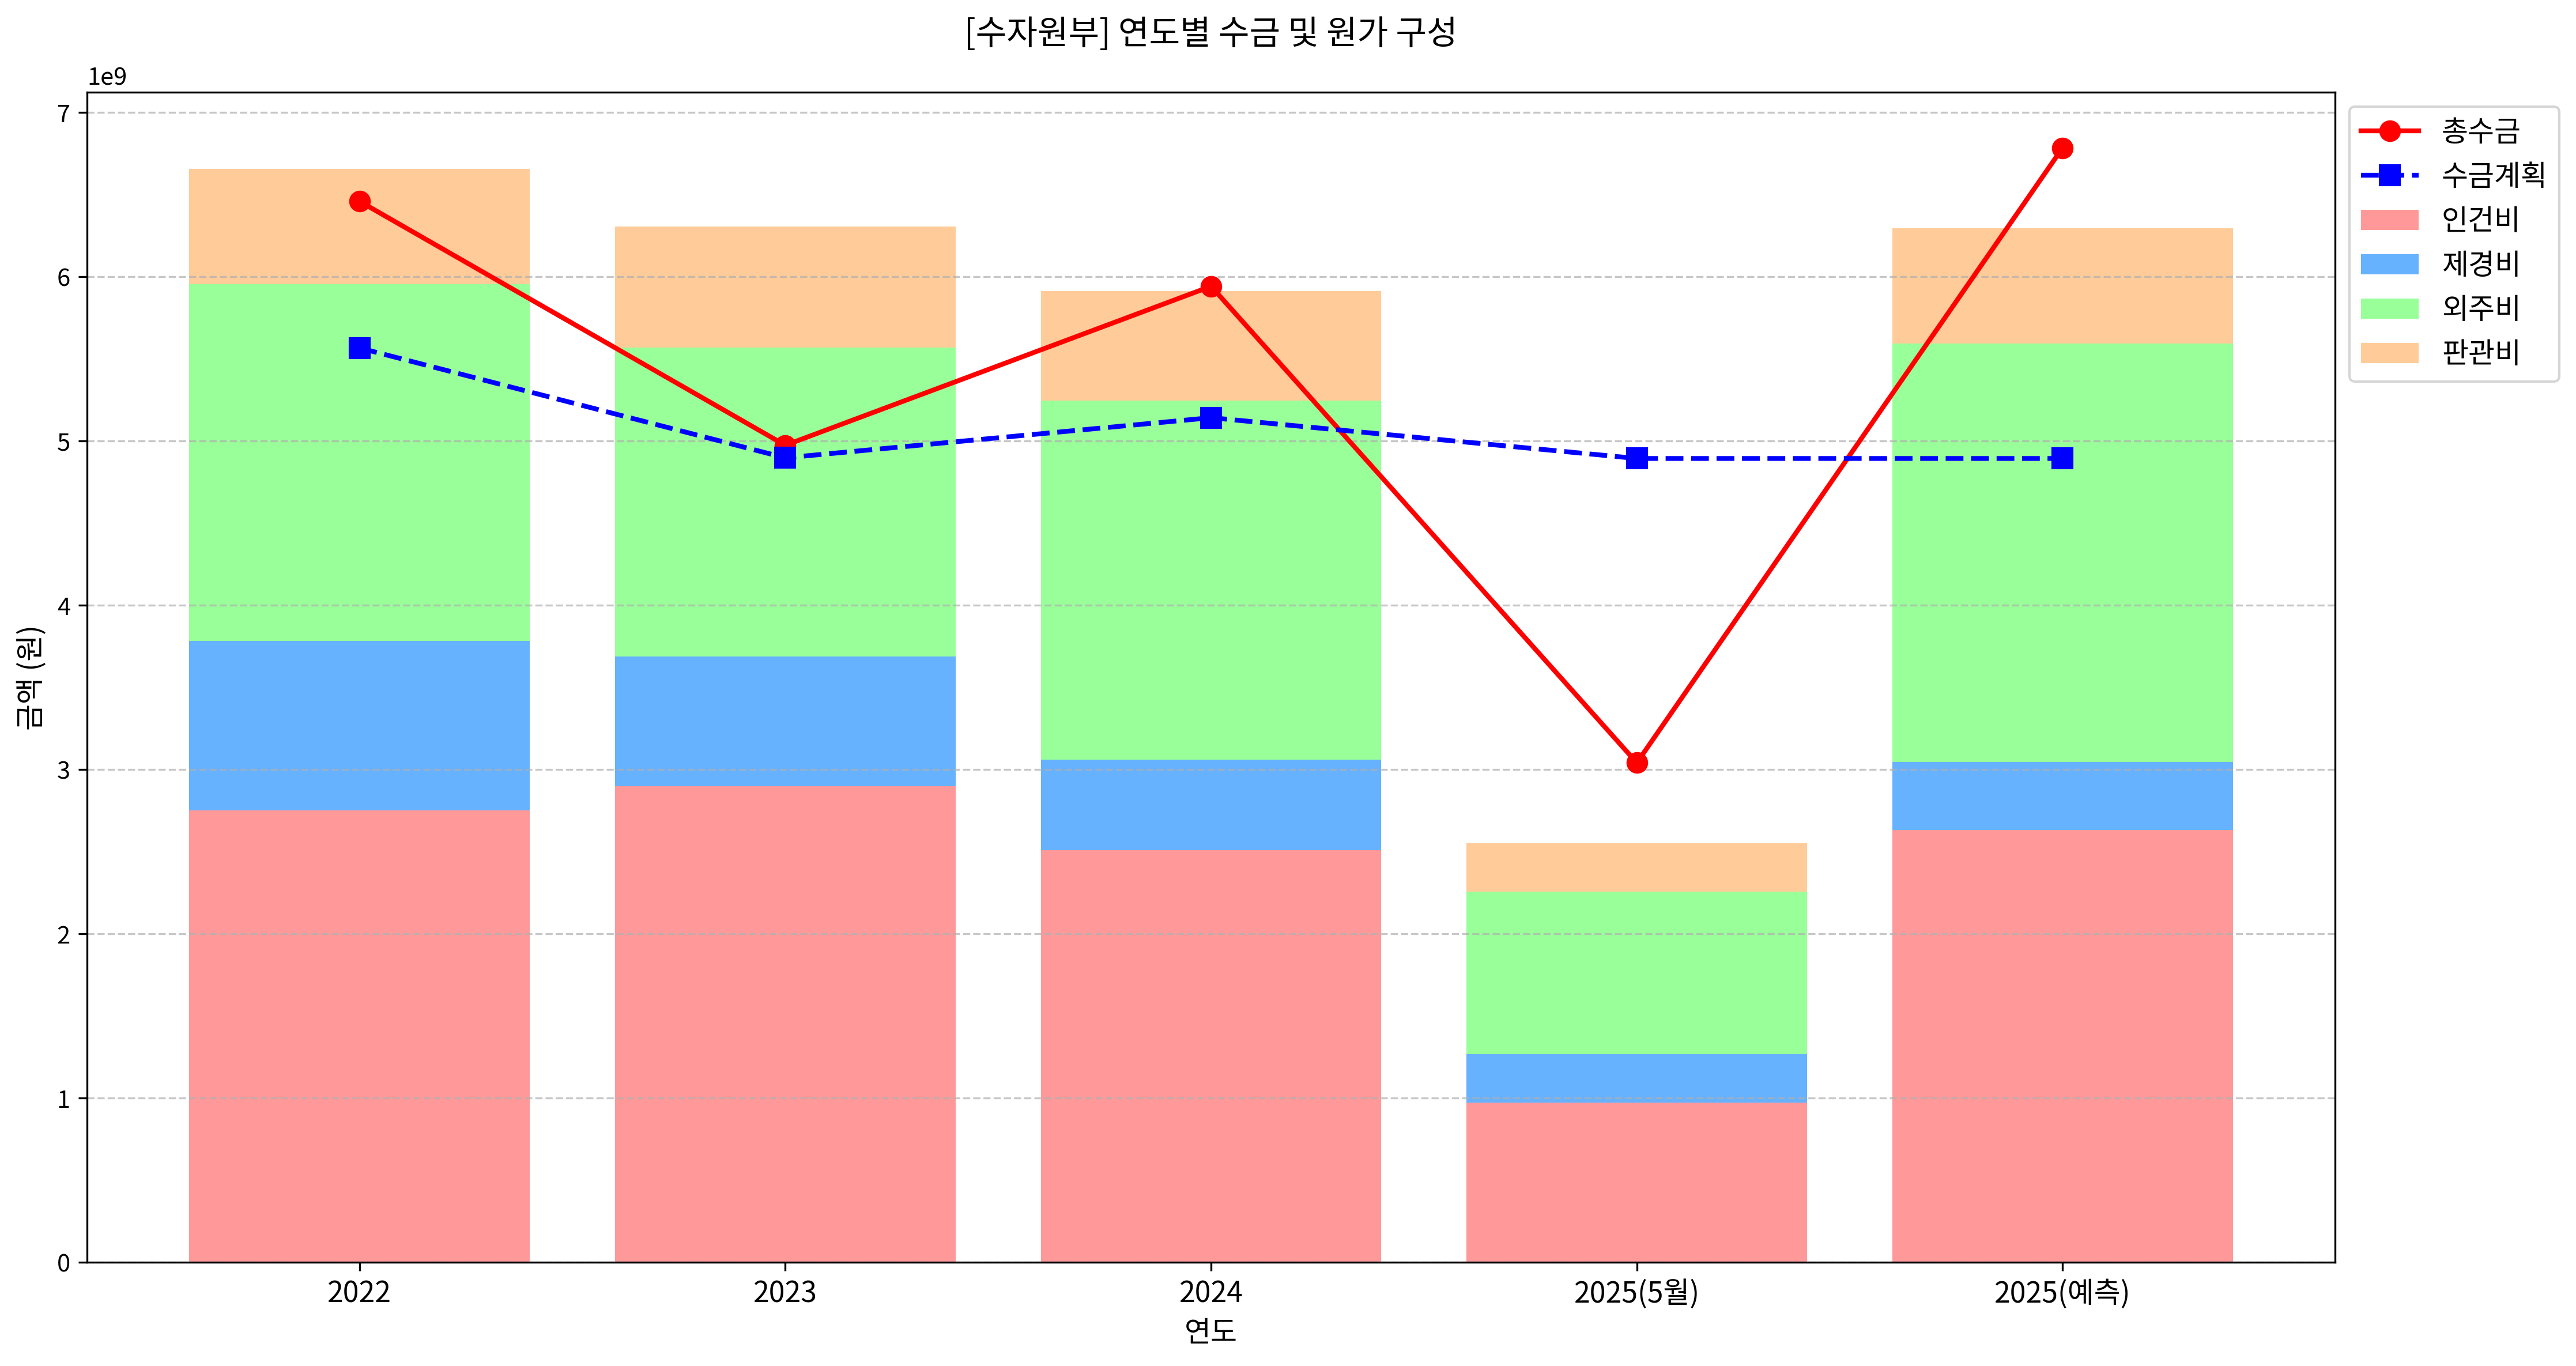 [수자원부] 연도별 수금 및 원가 구성
1e9
7
6
5
4
3
2
1
0
금액 (원)
2022
2023
2024
2025(5월)
2025(예측)
연도
총수금
수금계획
인건비
제경비
외주비
판관비